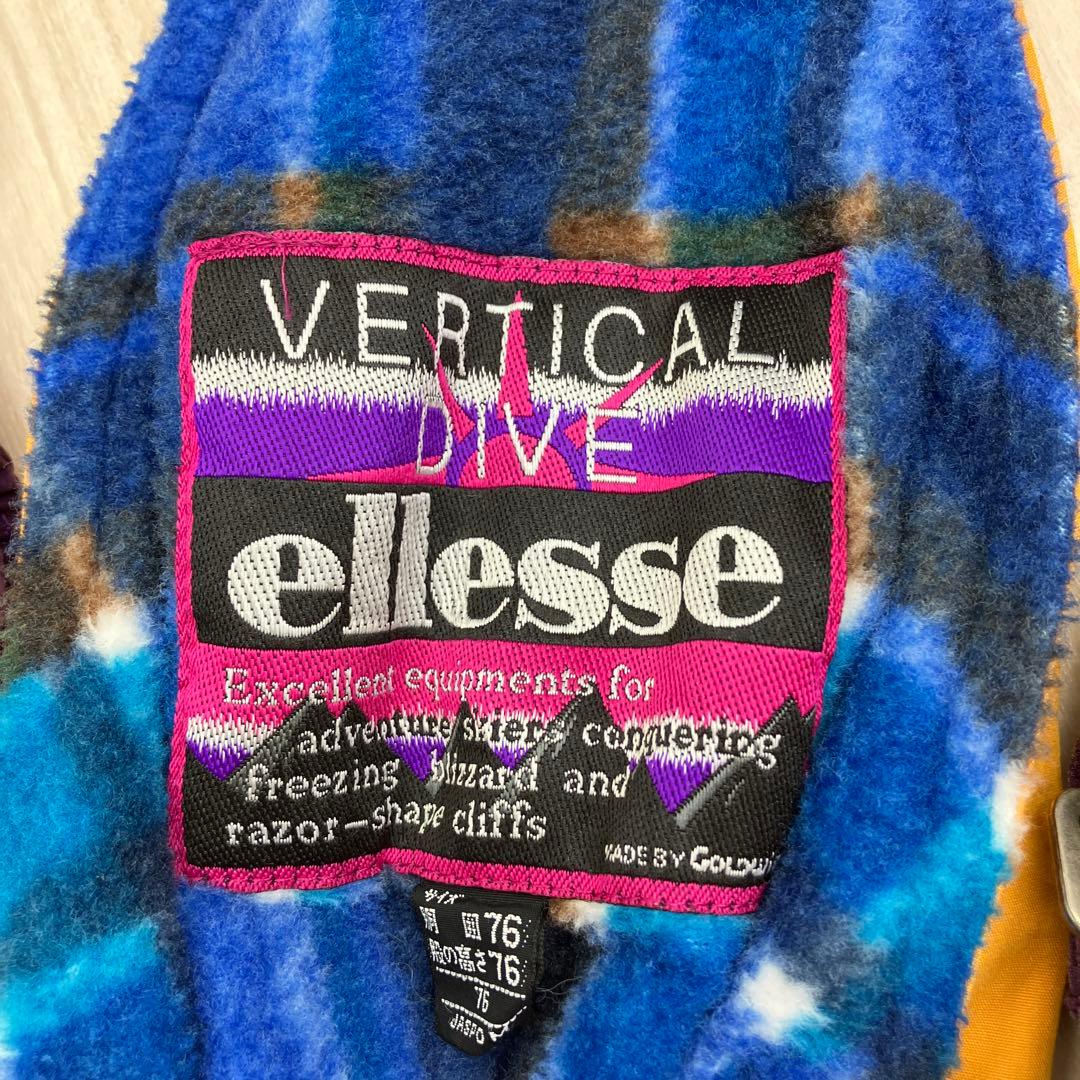 VERTICAL
DIVE
ellesse
Excellent equipments for
adventure skiers conquering
freezing blizzard and
razor-shape cliffs
MADE BY GOLDWI
サイズ
胴 囲 76
股の高さ 76
76
JASPO